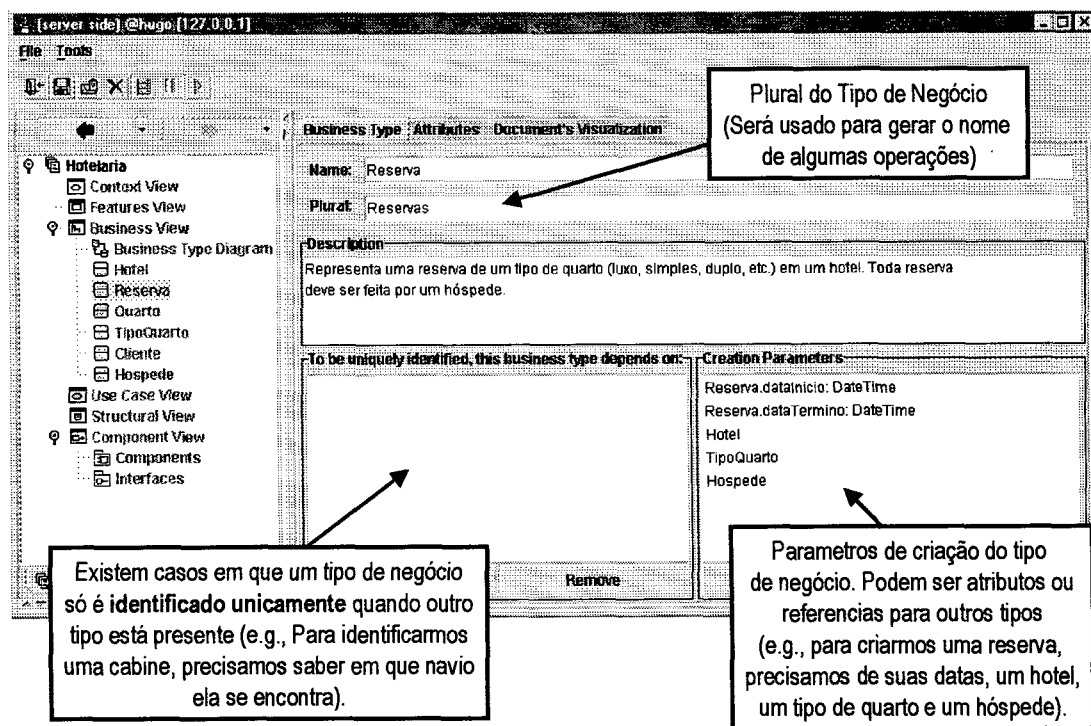 [server side] @hugo [127.0.0.1]
File Tools
Plural do Tipo de Negócio
(Será usado para gerar o nome
de algumas operações)
Business Type Attributes Document's Visualization
Hotelaria
Context View
Features View
Business View
Business Type Diagram
Hotel
Reserva
Quarto
TipoQuarto
Cliente
Hospede
Use Case View
Structural View
Component View
Components
Interfaces
Name: Reserva
Plural: Reservas
Description
Representa uma reserva de um tipo de quarto (luxo, simples, duplo, etc.) em um hotel. Toda reserva
deve ser feita por um hóspede.
To be uniquely identified, this business type depends on:
Creation Parameters
Reserva.dataInicio: DateTime
Reserva.dataTermino: DateTime
Hotel
TipoQuarto
Hospede
Remove
Existem casos em que um tipo de negócio
só é identificado unicamente quando outro
tipo está presente (e.g., Para identificarmos
uma cabine, precisamos saber em que navio
ela se encontra).
Parametros de criação do tipo
de negócio. Podem ser atributos ou
referencias para outros tipos
(e.g., para criarmos uma reserva,
precisamos de suas datas, um hotel,
um tipo de quarto e um hóspede).